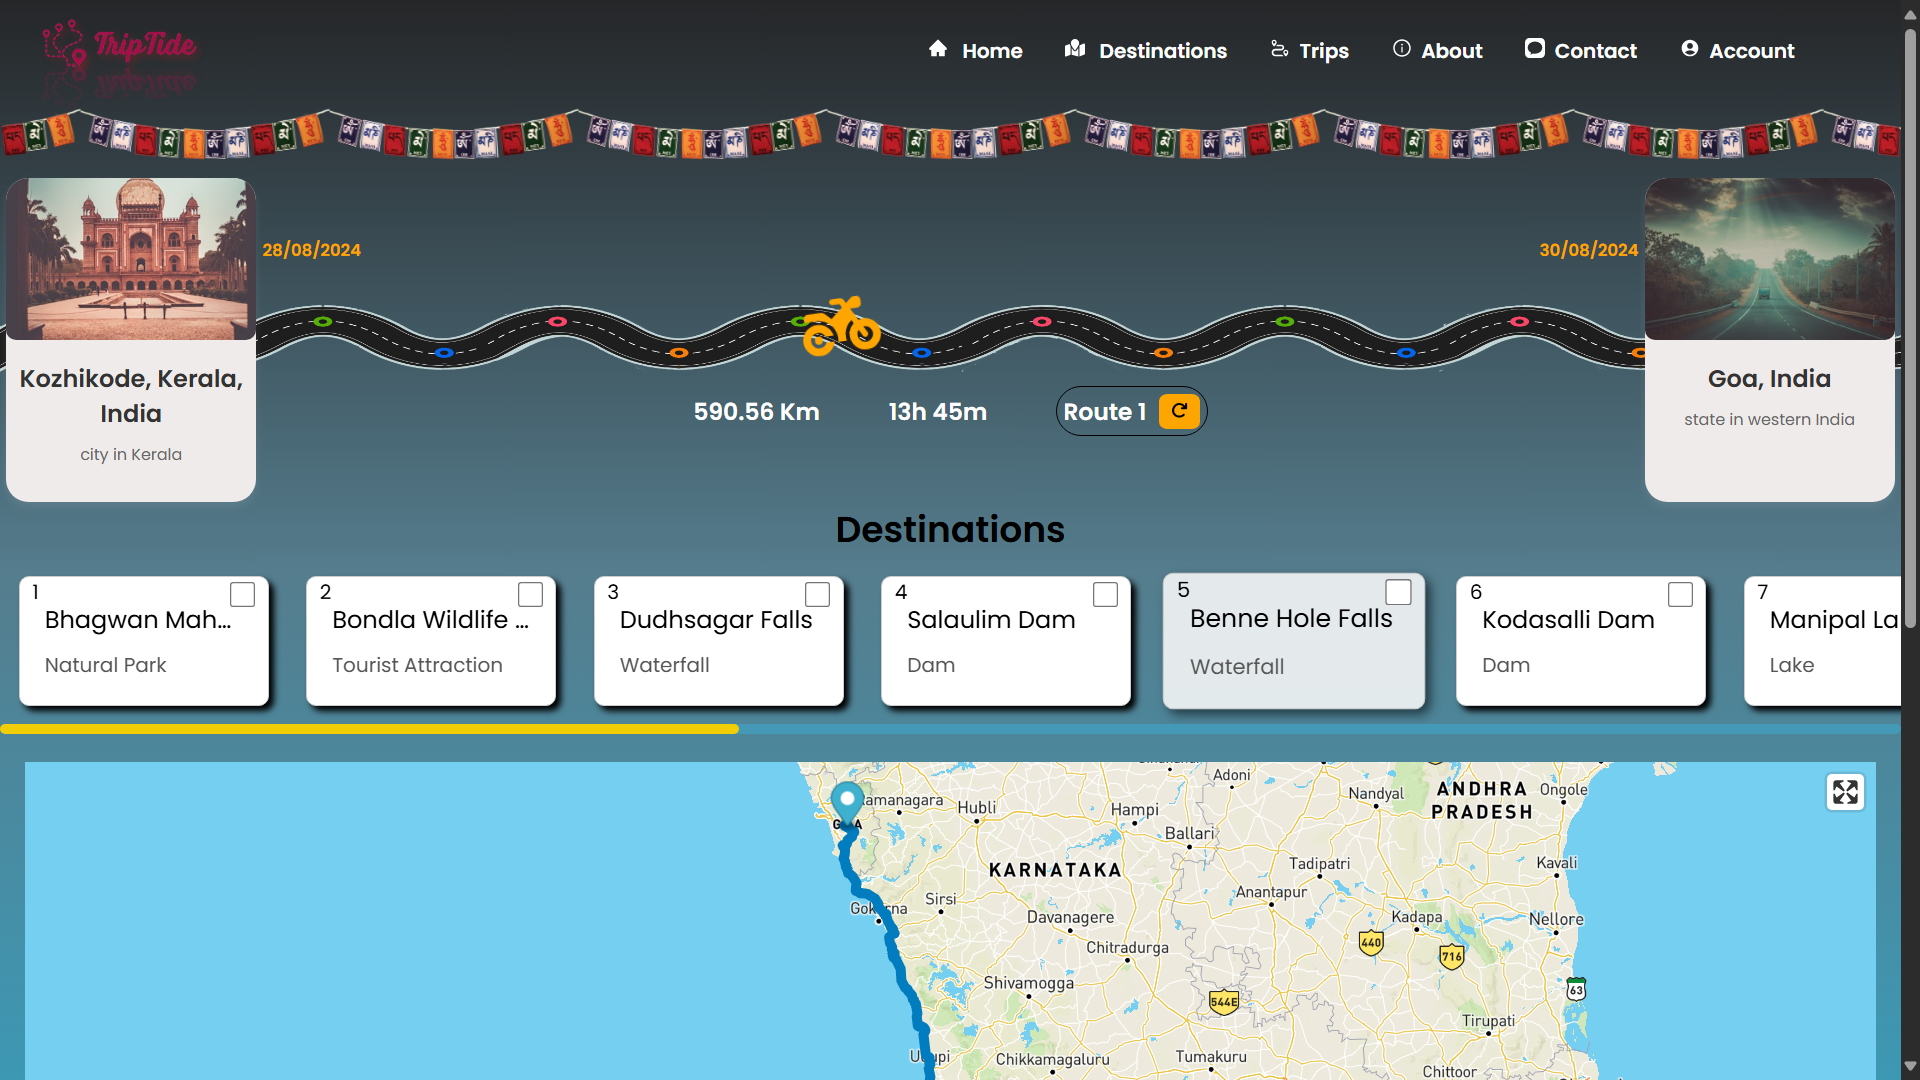 TripTide
Home
Destinations
Trips
About
Contact
Account
28/08/2024
30/08/2024
Kozhikode, Kerala,
India
city in Kerala
Goa, India
state in western India
590.56 Km
13h 45m
Route 1
Destinations
1
Bhagwan Mah...
Natural Park
2
Bondla Wildlife ...
Tourist Attraction
3
Dudhsagar Falls
Waterfall
4
Salaulim Dam
Dam
5
Benne Hole Falls
Waterfall
6
Kodasalli Dam
Dam
7
Manipal La
Lake
Adoni
Nandyal
ANDHRA
PRADESH
Ongole
amanagara
Hubli
Hampi
Ballari
KARNATAKA
Tadipatri
Kavali
Anantapur
Sirsi
Davanagere
Kadapa
Nellore
Chitradurga
440
716
Shivamogga
544E
63
Tirupati
Chikkamagaluru
Tumakuru
Chittoor